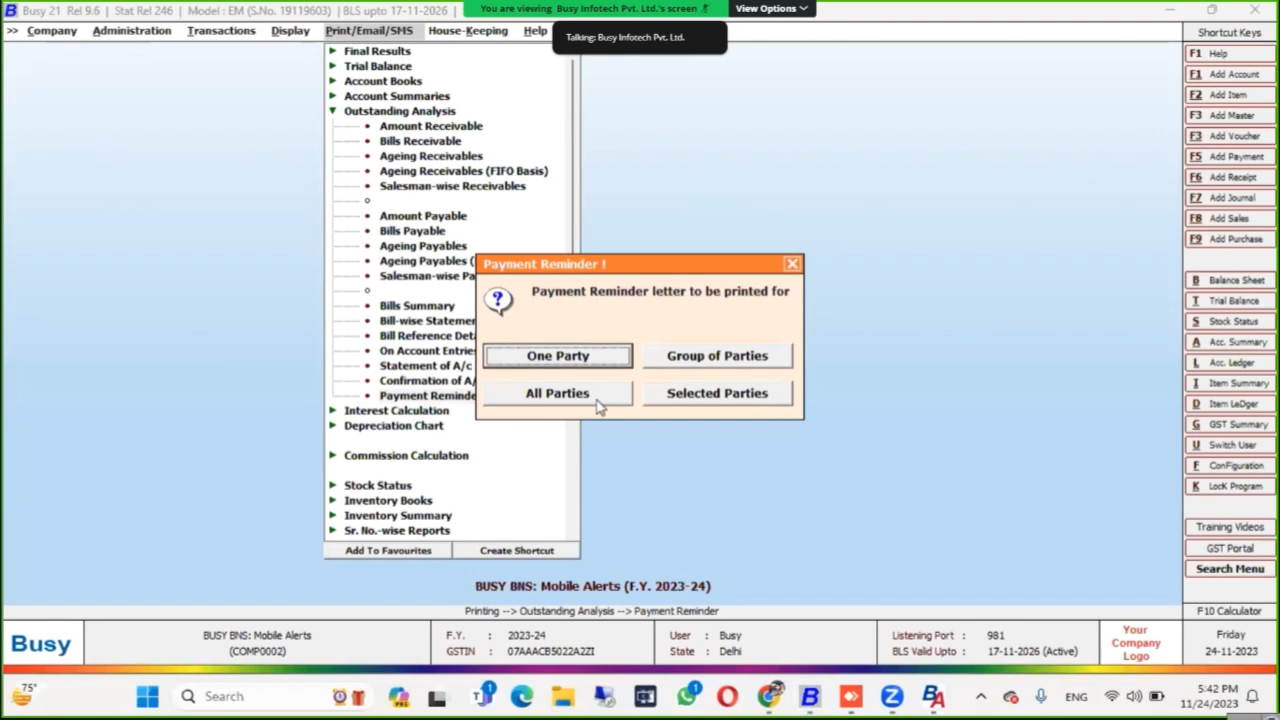 Busy 21 Rel 9.6 | Stat Rel 246 | Model : EM (S.No. 19119603) | BLS upto 17-11-2026 |
You are viewing Busy Infotech Pvt. Ltd.'s screen
View Options
Talking: Busy Infotech Pvt. Ltd.
>> Company Administration Transactions Display Print/Email/SMS House-Keeping Help
Final Results
Trial Balance
Account Books
Account Summaries
Outstanding Analysis
Amount Receivable
Bills Receivable
Ageing Receivables
Ageing Receivables (FIFO Basis)
Salesman-wise Receivables
Amount Payable
Bills Payable
Ageing Payables
Ageing Payables (
Salesman-wise Pa
Bills Summary
Bill-wise Statemen
Bill Reference Det
On Account Entrie
Statement of A/c
Confirmation of A/
Payment Reminde
Interest Calculation
Depreciation Chart
Commission Calculation
Stock Status
Inventory Books
Inventory Summary
Sr. No.-wise Reports
Add To Favourites Create Shortcut
Payment Reminder !
Payment Reminder letter to be printed for
One Party Group of Parties
All Parties Selected Parties
Shortcut Keys
F1 Help
F1 Add Account
F2 Add Item
F3 Add Master
F3 Add Voucher
F5 Add Payment
F6 Add Receipt
F7 Add Journal
F8 Add Sales
F9 Add Purchase
B Balance Sheet
T Trial Balance
S Stock Status
A Acc. Summary
L Acc. Ledger
I Item Summary
D Item LeDger
G GST Summary
U Switch User
F ConFiguration
K LocK Program
Training Videos
GST Portal
Search Menu
BUSY BNS: Mobile Alerts (F.Y. 2023-24)
Printing --> Outstanding Analysis --> Payment Reminder
F10 Calculator
Busy
BUSY BNS: Mobile Alerts
(COMP0002)
F.Y. : 2023-24
GSTIN : 07AAACB5022A2ZI
User : Busy
State : Delhi
Listening Port : 981
BLS Valid Upto : 17-11-2026 (Active)
Your
Company
Logo
Friday
24-11-2023
75°
Search
ENG
5:42 PM
11/24/2023